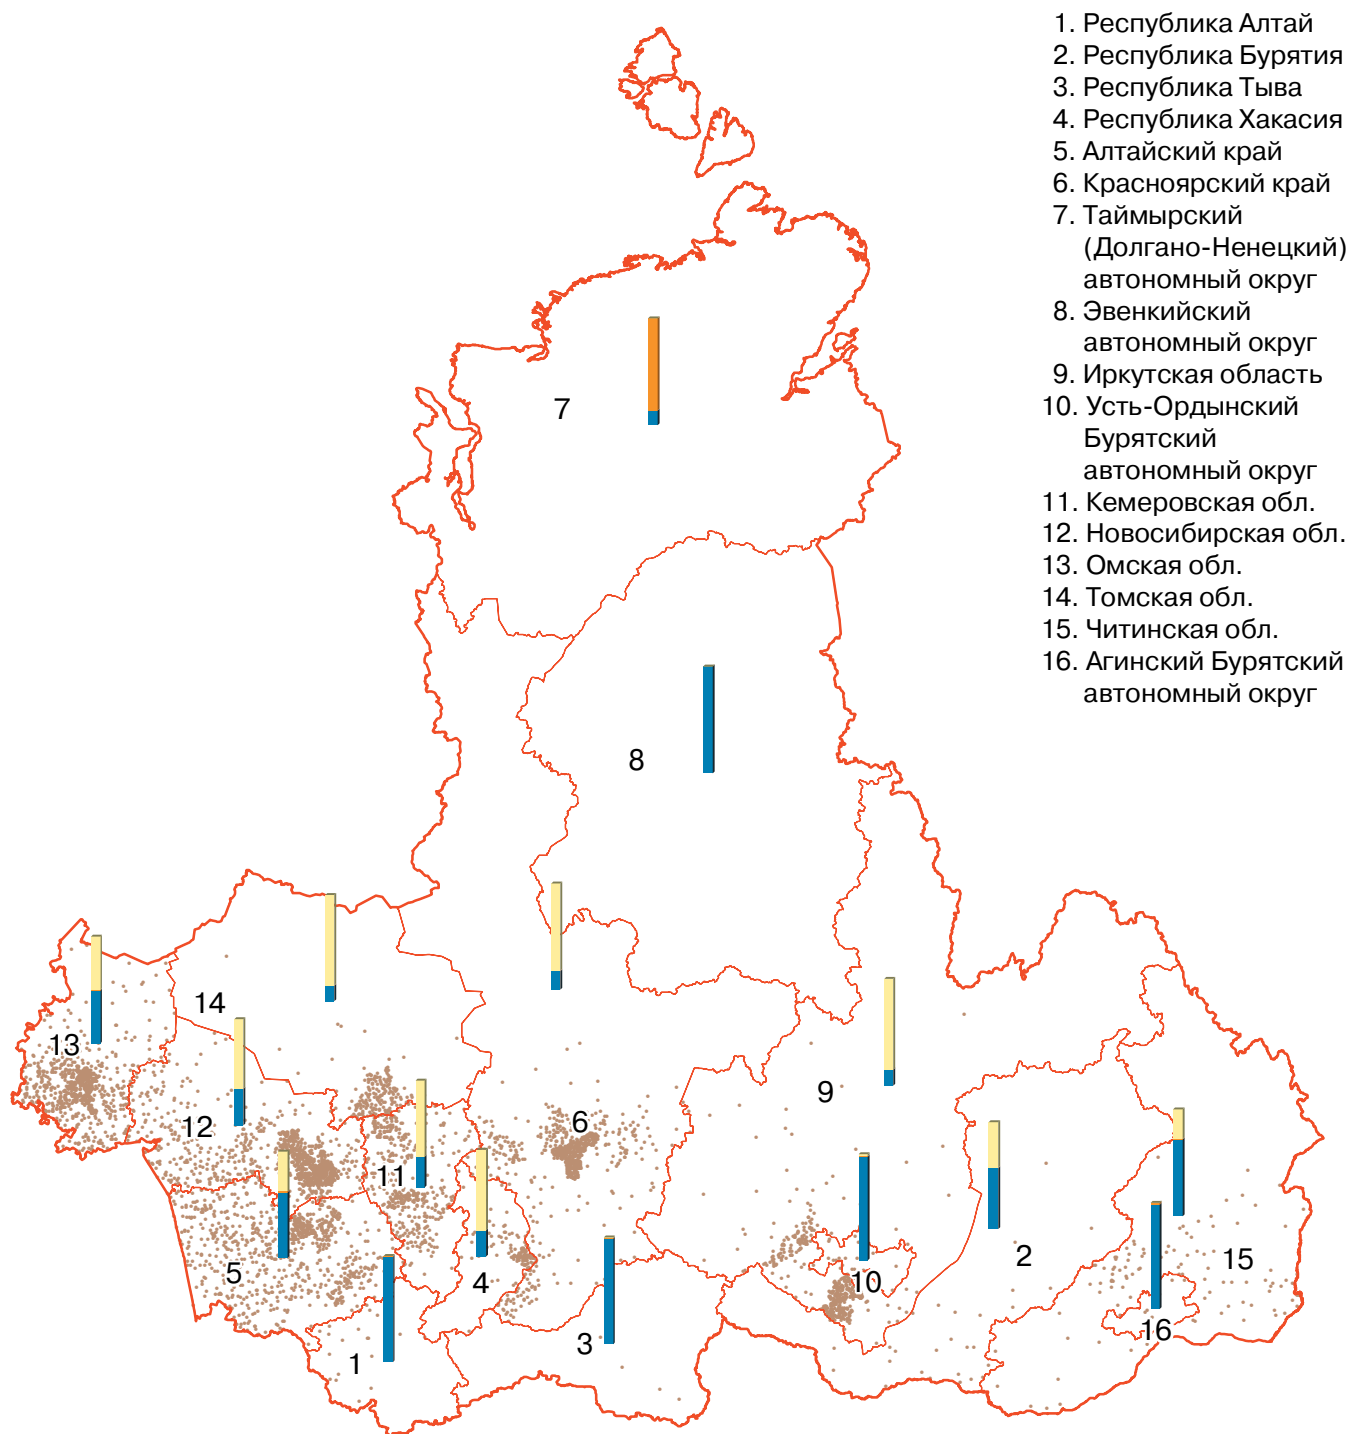 1. Республика Алтай
2. Республика Бурятия
3. Республика Тыва
4. Республика Хакасия
5. Алтайский край
6. Красноярский край
7. Таймырский
(Долгано-Ненецкий)
автономный округ
8. Эвенкийский
автономный округ
9. Иркутская область
10. Усть-Ордынский
Бурятский
автономный округ
11. Кемеровская обл.
12. Новосибирская обл.
13. Омская обл.
14. Томская обл.
15. Читинская обл.
16. Агинский Бурятский
автономный округ
7
8
14
13
9
12
6
11
5
4
10
2
15
3
16
1